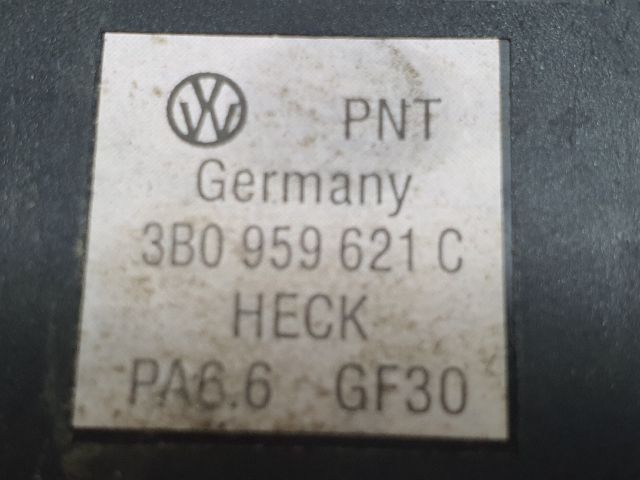 PNT
Germany
3B0 959 621 C
HECK
PA6.6 GF30